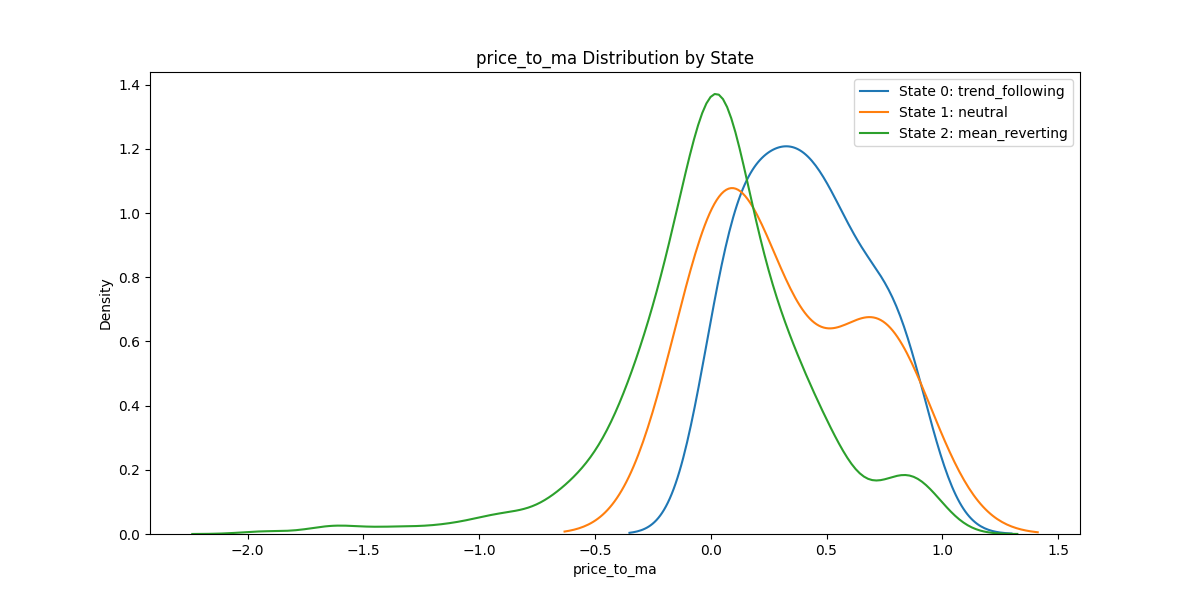 price_to_ma Distribution by State
State 0: trend_following
State 1: neutral
State 2: mean_reverting
Density
1.4
1.2
1.0
0.8
0.6
0.4
0.2
0.0
−2.0 −1.5 −1.0 −0.5 0.0 0.5 1.0 1.5
price_to_ma